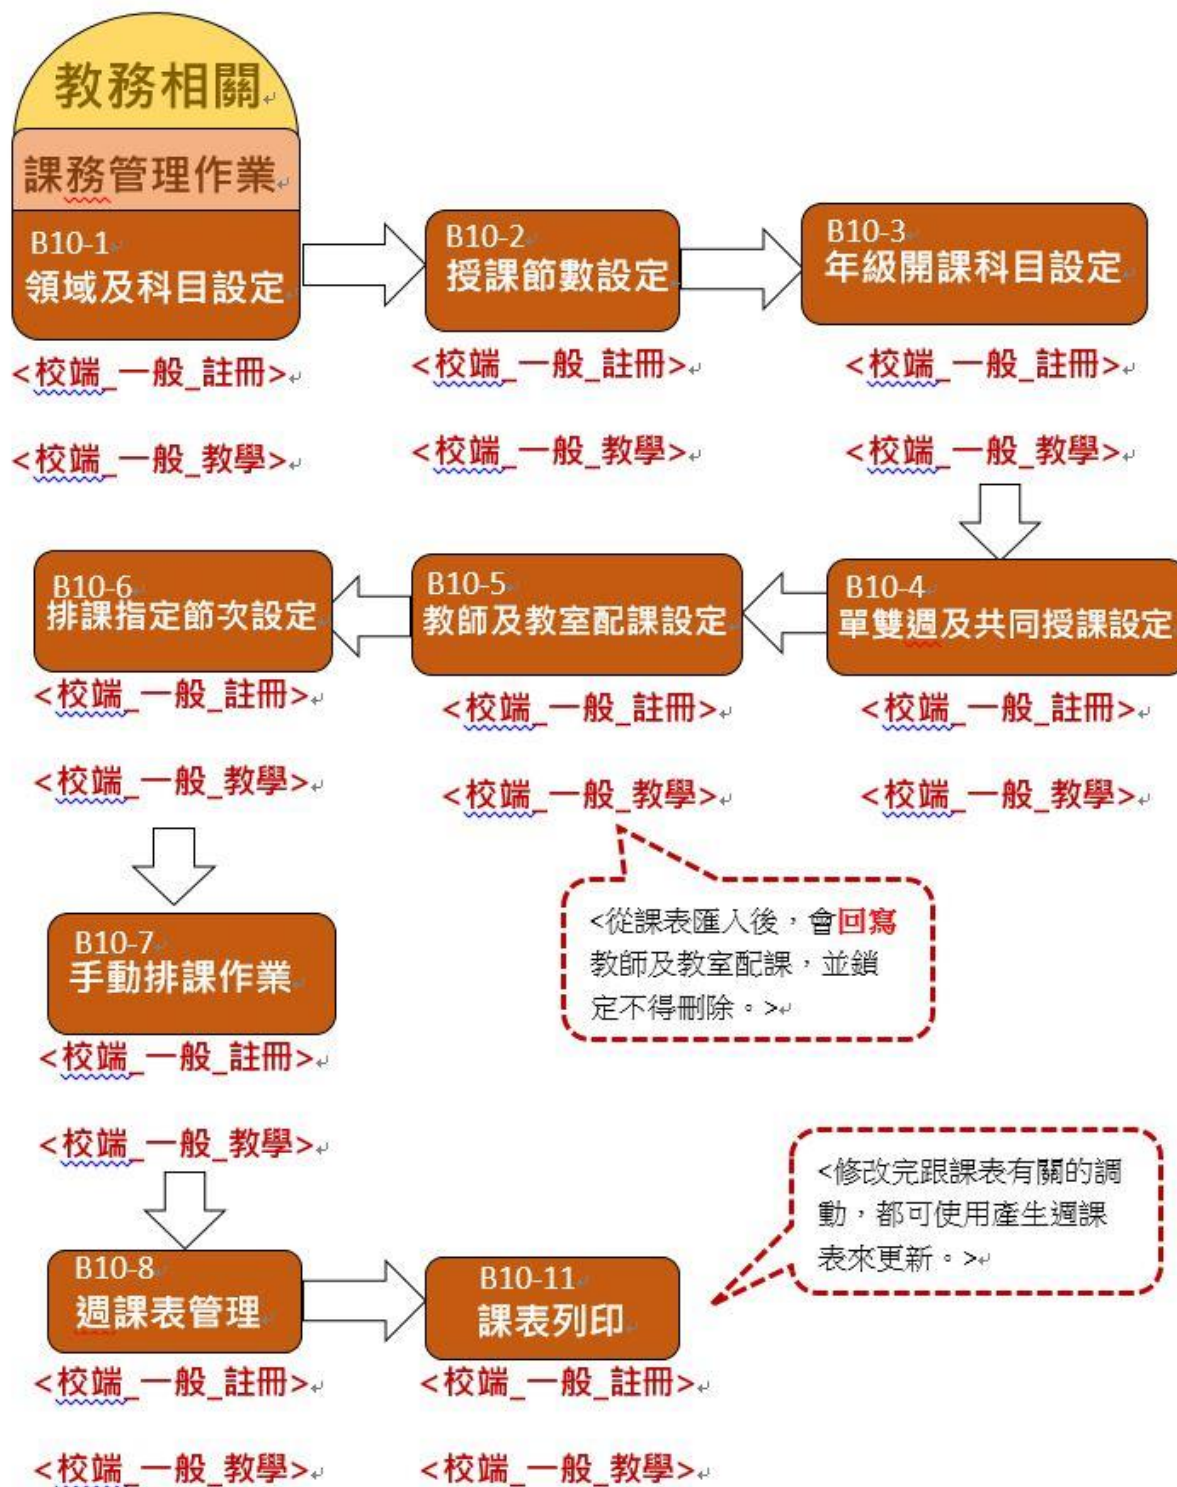 教務相關
課務管理作業
B10-1
領域及科目設定
<校端_一般_註冊>
<校端_一般_教學>
B10-2
授課節數設定
<校端_一般_註冊>
<校端_一般_教學>
B10-3
年級開課科目設定
<校端_一般_註冊>
<校端_一般_教學>
B10-4
單雙週及共同授課設定
<校端_一般_註冊>
<校端_一般_教學>
B10-5
教師及教室配課設定
<校端_一般_註冊>
<校端_一般_教學>
<從課表匯入後，會回寫
教師及教室配課，並鎖
定不得刪除。>
B10-6
排課指定節次設定
<校端_一般_註冊>
<校端_一般_教學>
B10-7
手動排課作業
<校端_一般_註冊>
<校端_一般_教學>
B10-8
週課表管理
<校端_一般_註冊>
<校端_一般_教學>
B10-11
課表列印
<校端_一般_註冊>
<校端_一般_教學>
<修改完跟課表有關的調
動，都可使用產生週課
表來更新。>